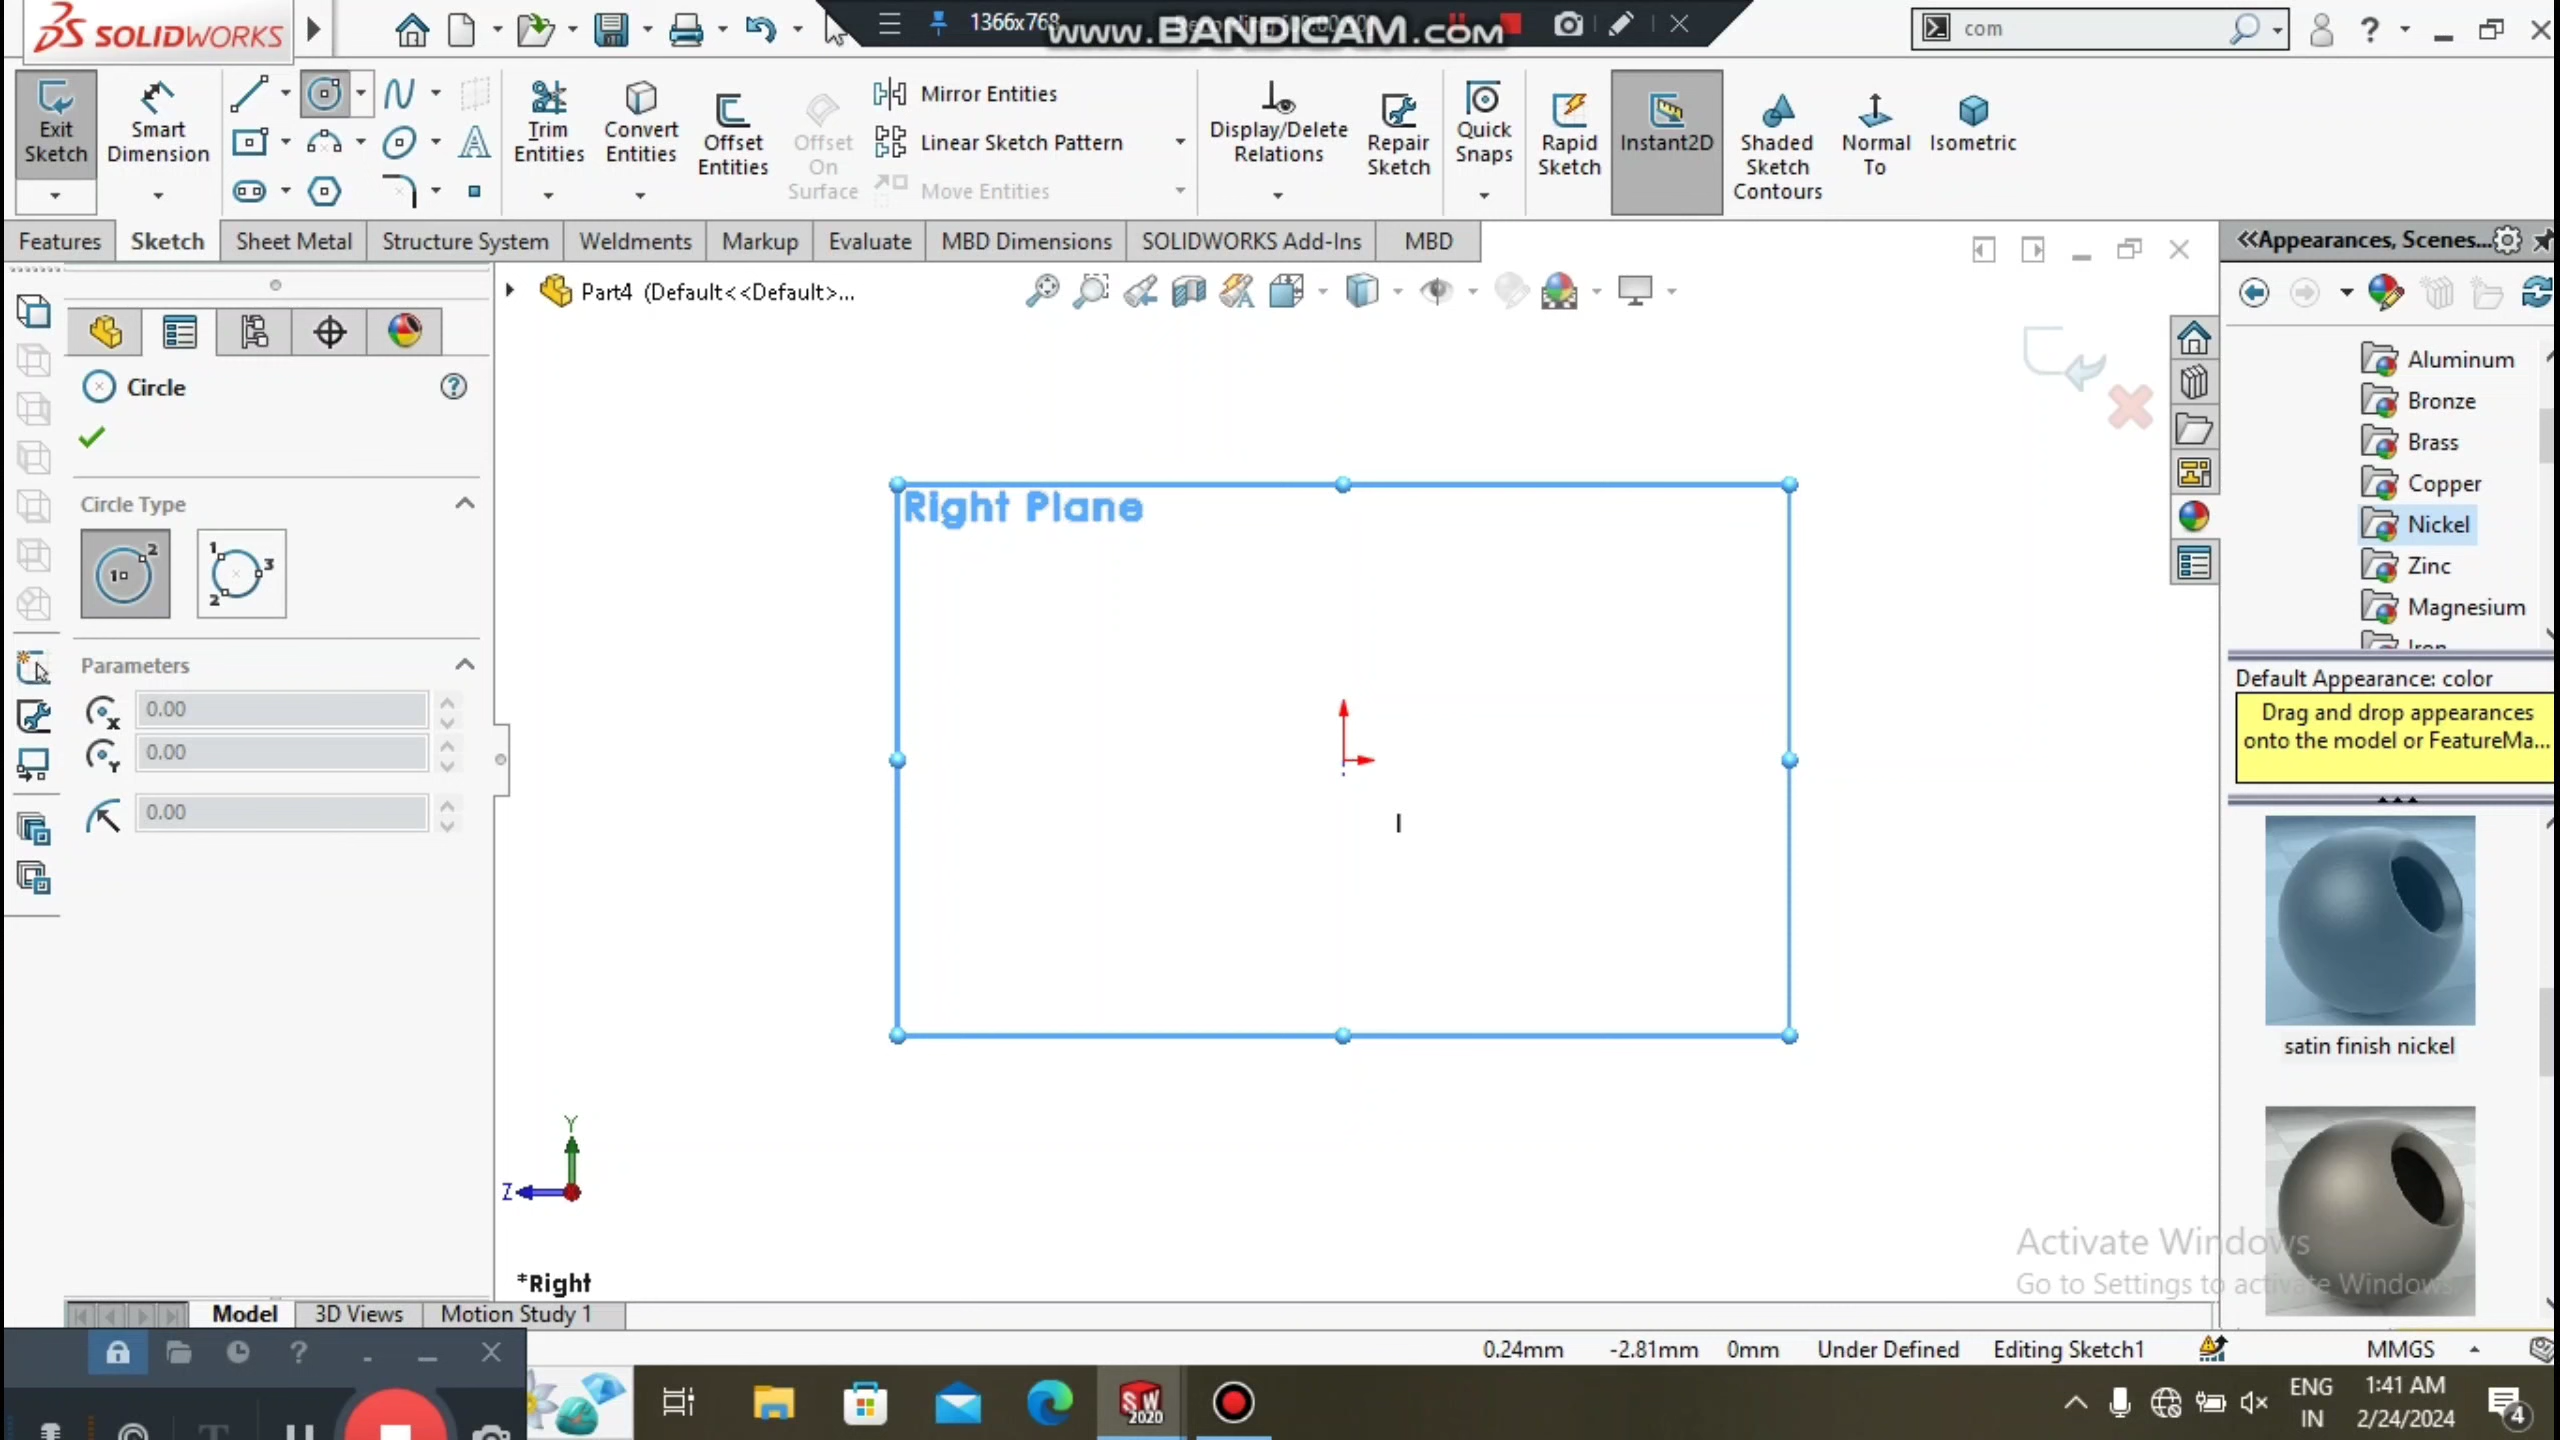 SOLIDWORKS
1366x768
www.BANDICAM.com
com
Exit
Sketch
Smart
Dimension
Trim
Entities
Convert
Entities
Offset
Entities
Offset
On
Surface
Mirror Entities
Linear Sketch Pattern
Move Entities
Display/Delete
Relations
Repair
Sketch
Quick
Snaps
Rapid
Sketch
Instant2D
Shaded
Sketch
Contours
Normal
To
Isometric
Features
Sketch
Sheet Metal
Structure System
Weldments
Markup
Evaluate
MBD Dimensions
SOLIDWORKS Add-Ins
MBD
Appearances, Scenes...
Part4 (Default<<Default>...
Circle
Circle Type
Parameters
0.00
0.00
0.00
Right Plane
Aluminum
Bronze
Brass
Copper
Nickel
Zinc
Magnesium
Iron
Default Appearance: color
Drag and drop appearances
onto the model or FeatureMa...
satin finish nickel
Y
Z
*Right
Activate Windows
Go to Settings to activate Windows.
Model
3D Views
Motion Study 1
0.24mm
-2.81mm
0mm
Under Defined
Editing Sketch1
MMGS
SW
2020
ENG
IN
1:41 AM
2/24/2024
4